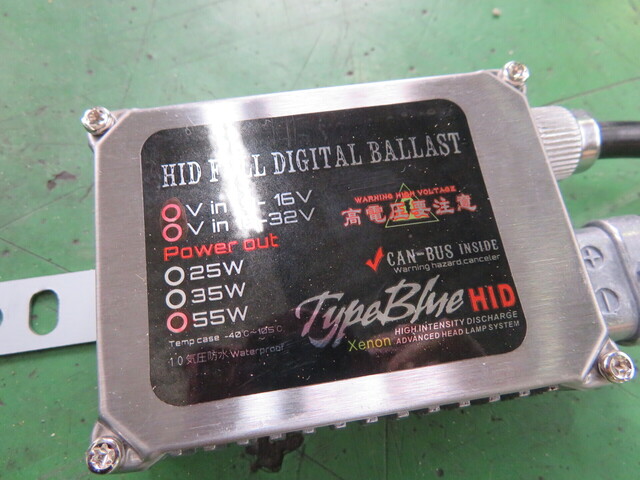 HID FULL DIGITAL BALLAST
V in - 16V
V in -32V
Power out
25W
35W
55W
Temp case -40°C~105°C
10気圧防水 Waterproof
WARNING HIGH VOLTAGE
高電圧要注意
CAN-BUS INSIDE
Warning hazard canceler
TypeBlue HID
HIGH INTENSITY DISCHARGE
Xenon ADVANCED HEAD LAMP SYSTEM
+
-